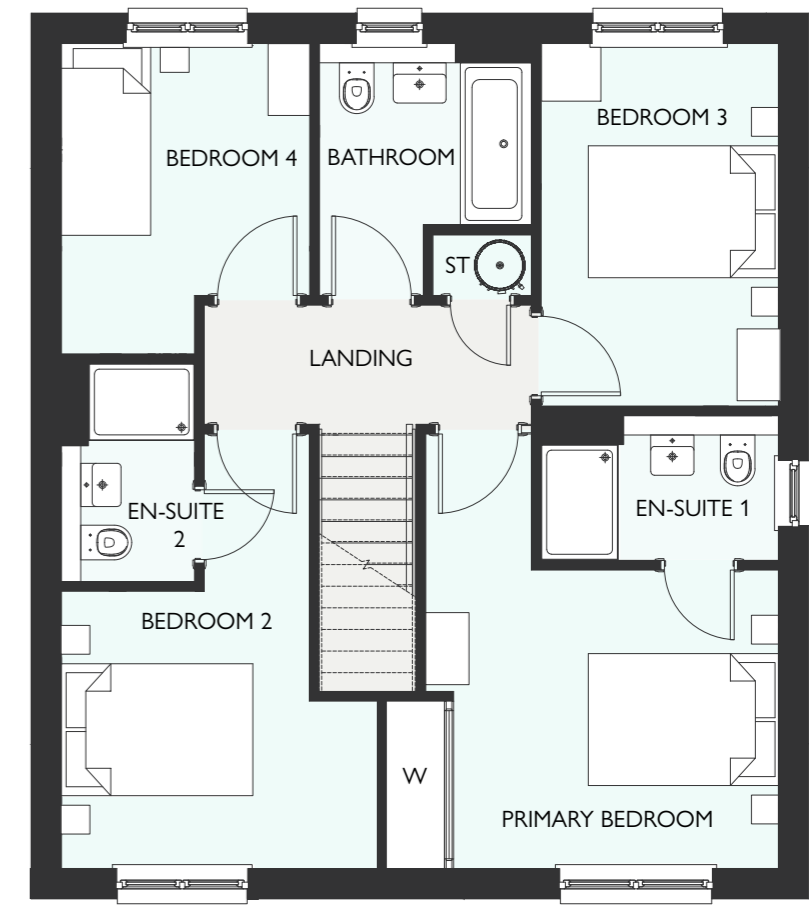 BEDROOM 3
BEDROOM 4
BATHROOM
ST
LANDING
EN-SUITE
2
EN-SUITE 1
BEDROOM 2
W
PRIMARY BEDROOM